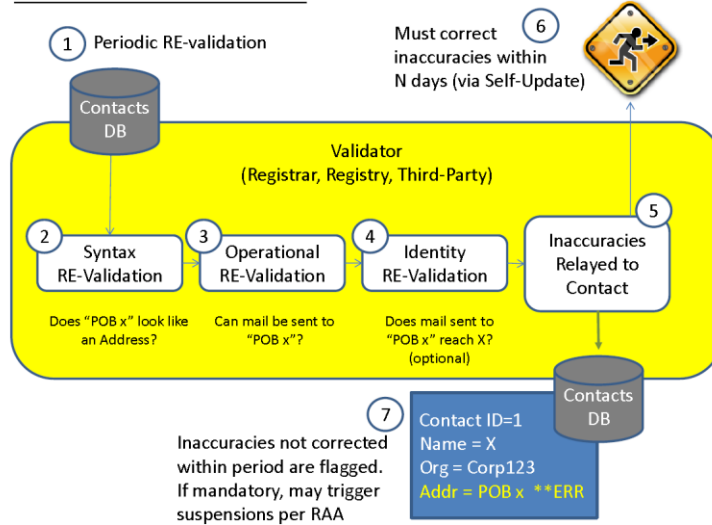 1 Periodic RE-validation
Contacts
DB
6
Must correct
inaccuracies within
N days (via Self-Update)
Validator
(Registrar, Registry, Third-Party)
2
Syntax
RE-Validation
Does “POB x” look like
an Address?
3
Operational
RE-Validation
Can mail be sent to
“POB x”?
4
Identity
RE-Validation
Does mail sent to
“POB x” reach X?
(optional)
5
Inaccuracies
Relayed to
Contact
Contacts
DB
7
Inaccuracies not corrected
within period are flagged.
If mandatory, may trigger
suspensions per RAA
Contact ID=1
Name = X
Org = Corp123
Addr = POB x **ERR